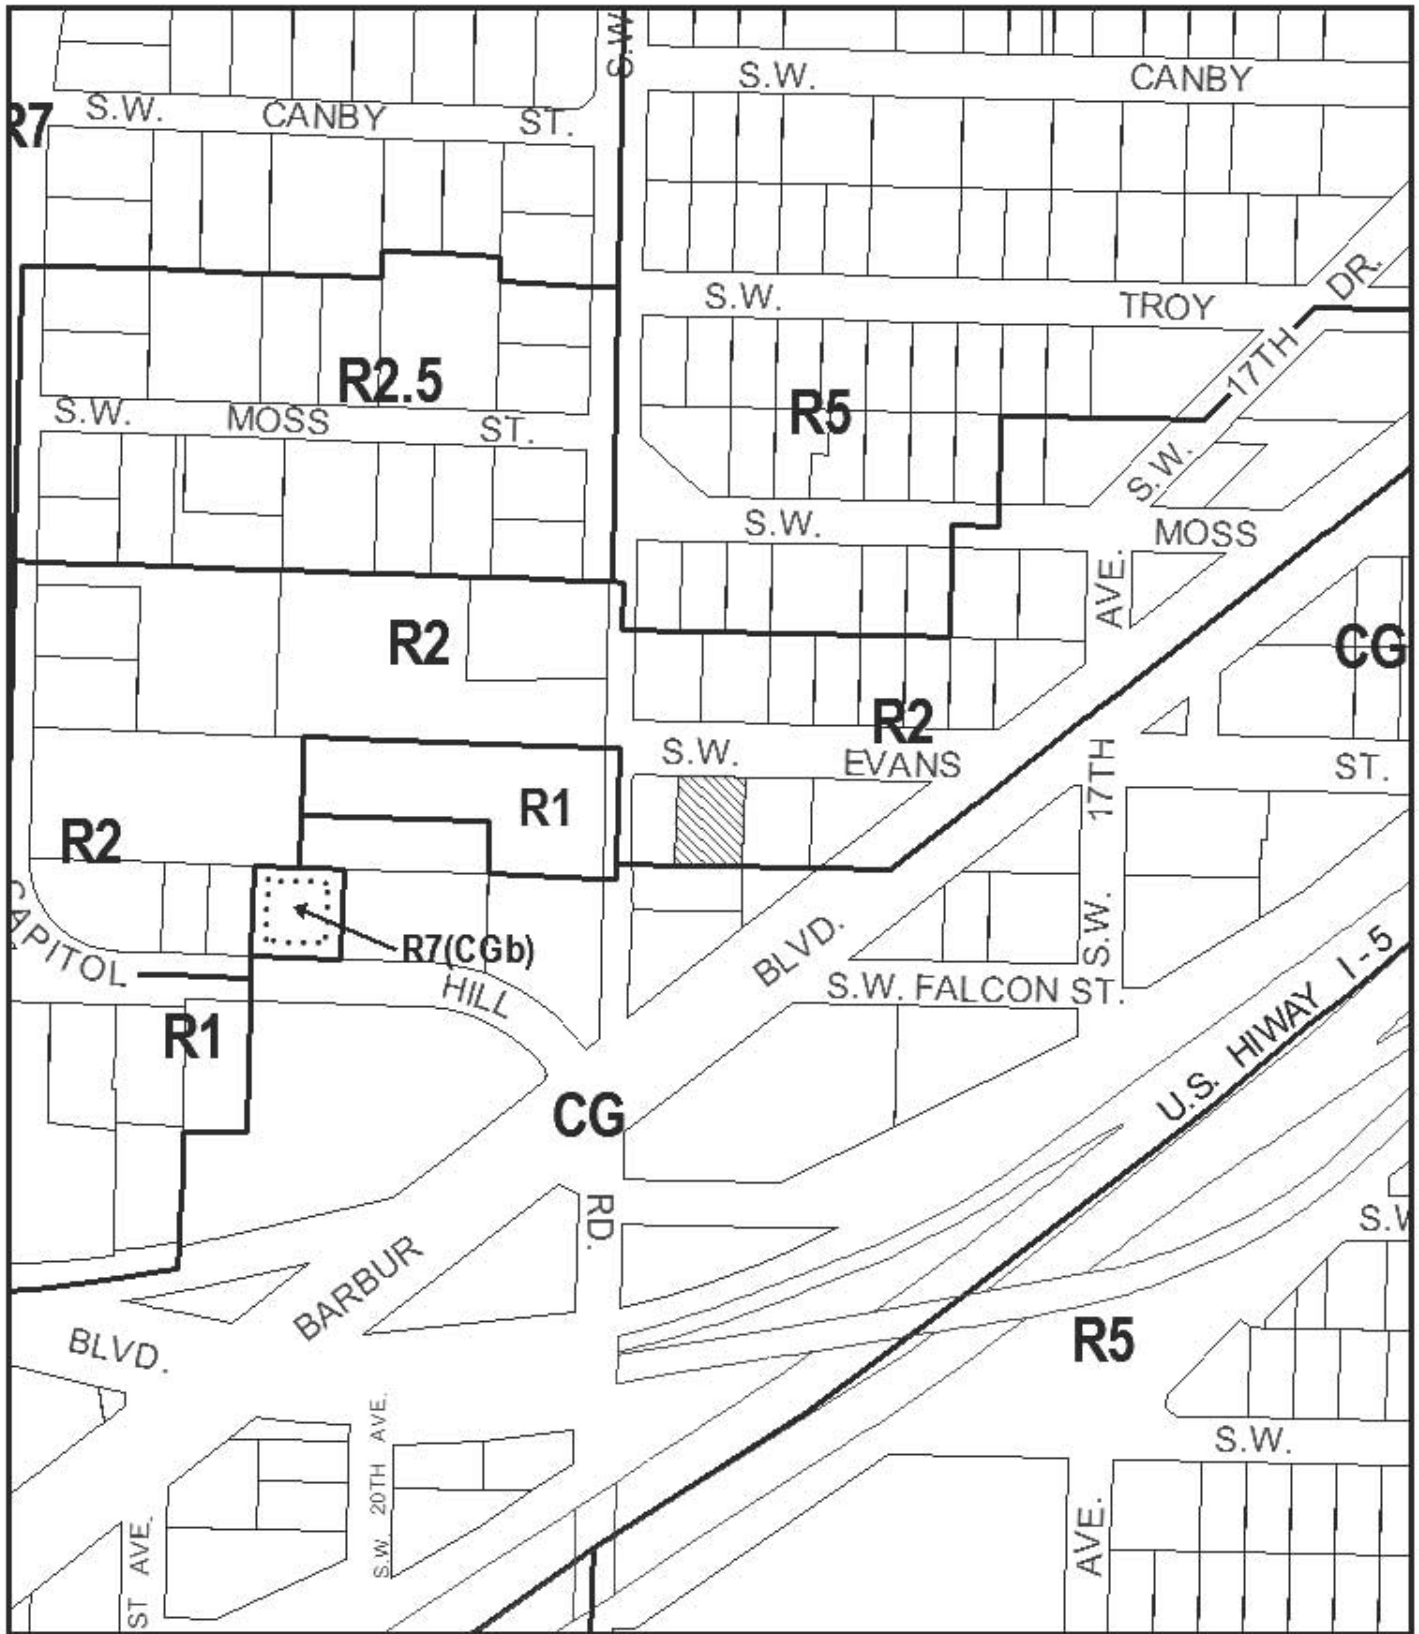 S.W.
S.W. CANBY
S.W. CANBY ST.
R7
S.W. TROY
DR.
17TH
S.W.
R2.5
R5
S.W. MOSS ST.
S.W. MOSS
AVE.
R2
CG
R2
S.W. EVANS ST.
17TH
S.W.
R1
R2
CAPITOL
HILL
R7(CGb)
BLVD.
S.W. FALCON ST.
U.S. HIWAY I-5
R1
CG
RD.
BARBUR
BLVD.
R5
S.W.
S.W. 20TH AVE.
ST AVE.
AVE.